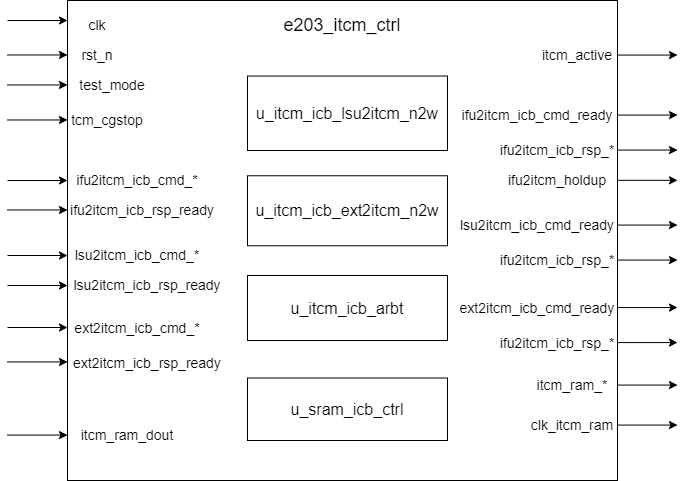 clk
e203_itcm_ctrl
rst_n
itcm_active
test_mode
u_itcm_icb_lsu2itcm_n2w
tcm_cgstop
ifu2itcm_icb_cmd_ready
ifu2itcm_icb_rsp_*
ifu2itcm_icb_cmd_*
ifu2itcm_holdup
ifu2itcm_icb_rsp_ready
u_itcm_icb_ext2itcm_n2w
lsu2itcm_icb_cmd_ready
lsu2itcm_icb_cmd_*
ifu2itcm_icb_rsp_*
lsu2itcm_icb_rsp_ready
u_itcm_icb_arbt
ext2itcm_icb_cmd_ready
ext2itcm_icb_cmd_*
ifu2itcm_icb_rsp_*
ext2itcm_icb_rsp_ready
itcm_ram_*
u_sram_icb_ctrl
clk_itcm_ram
itcm_ram_dout